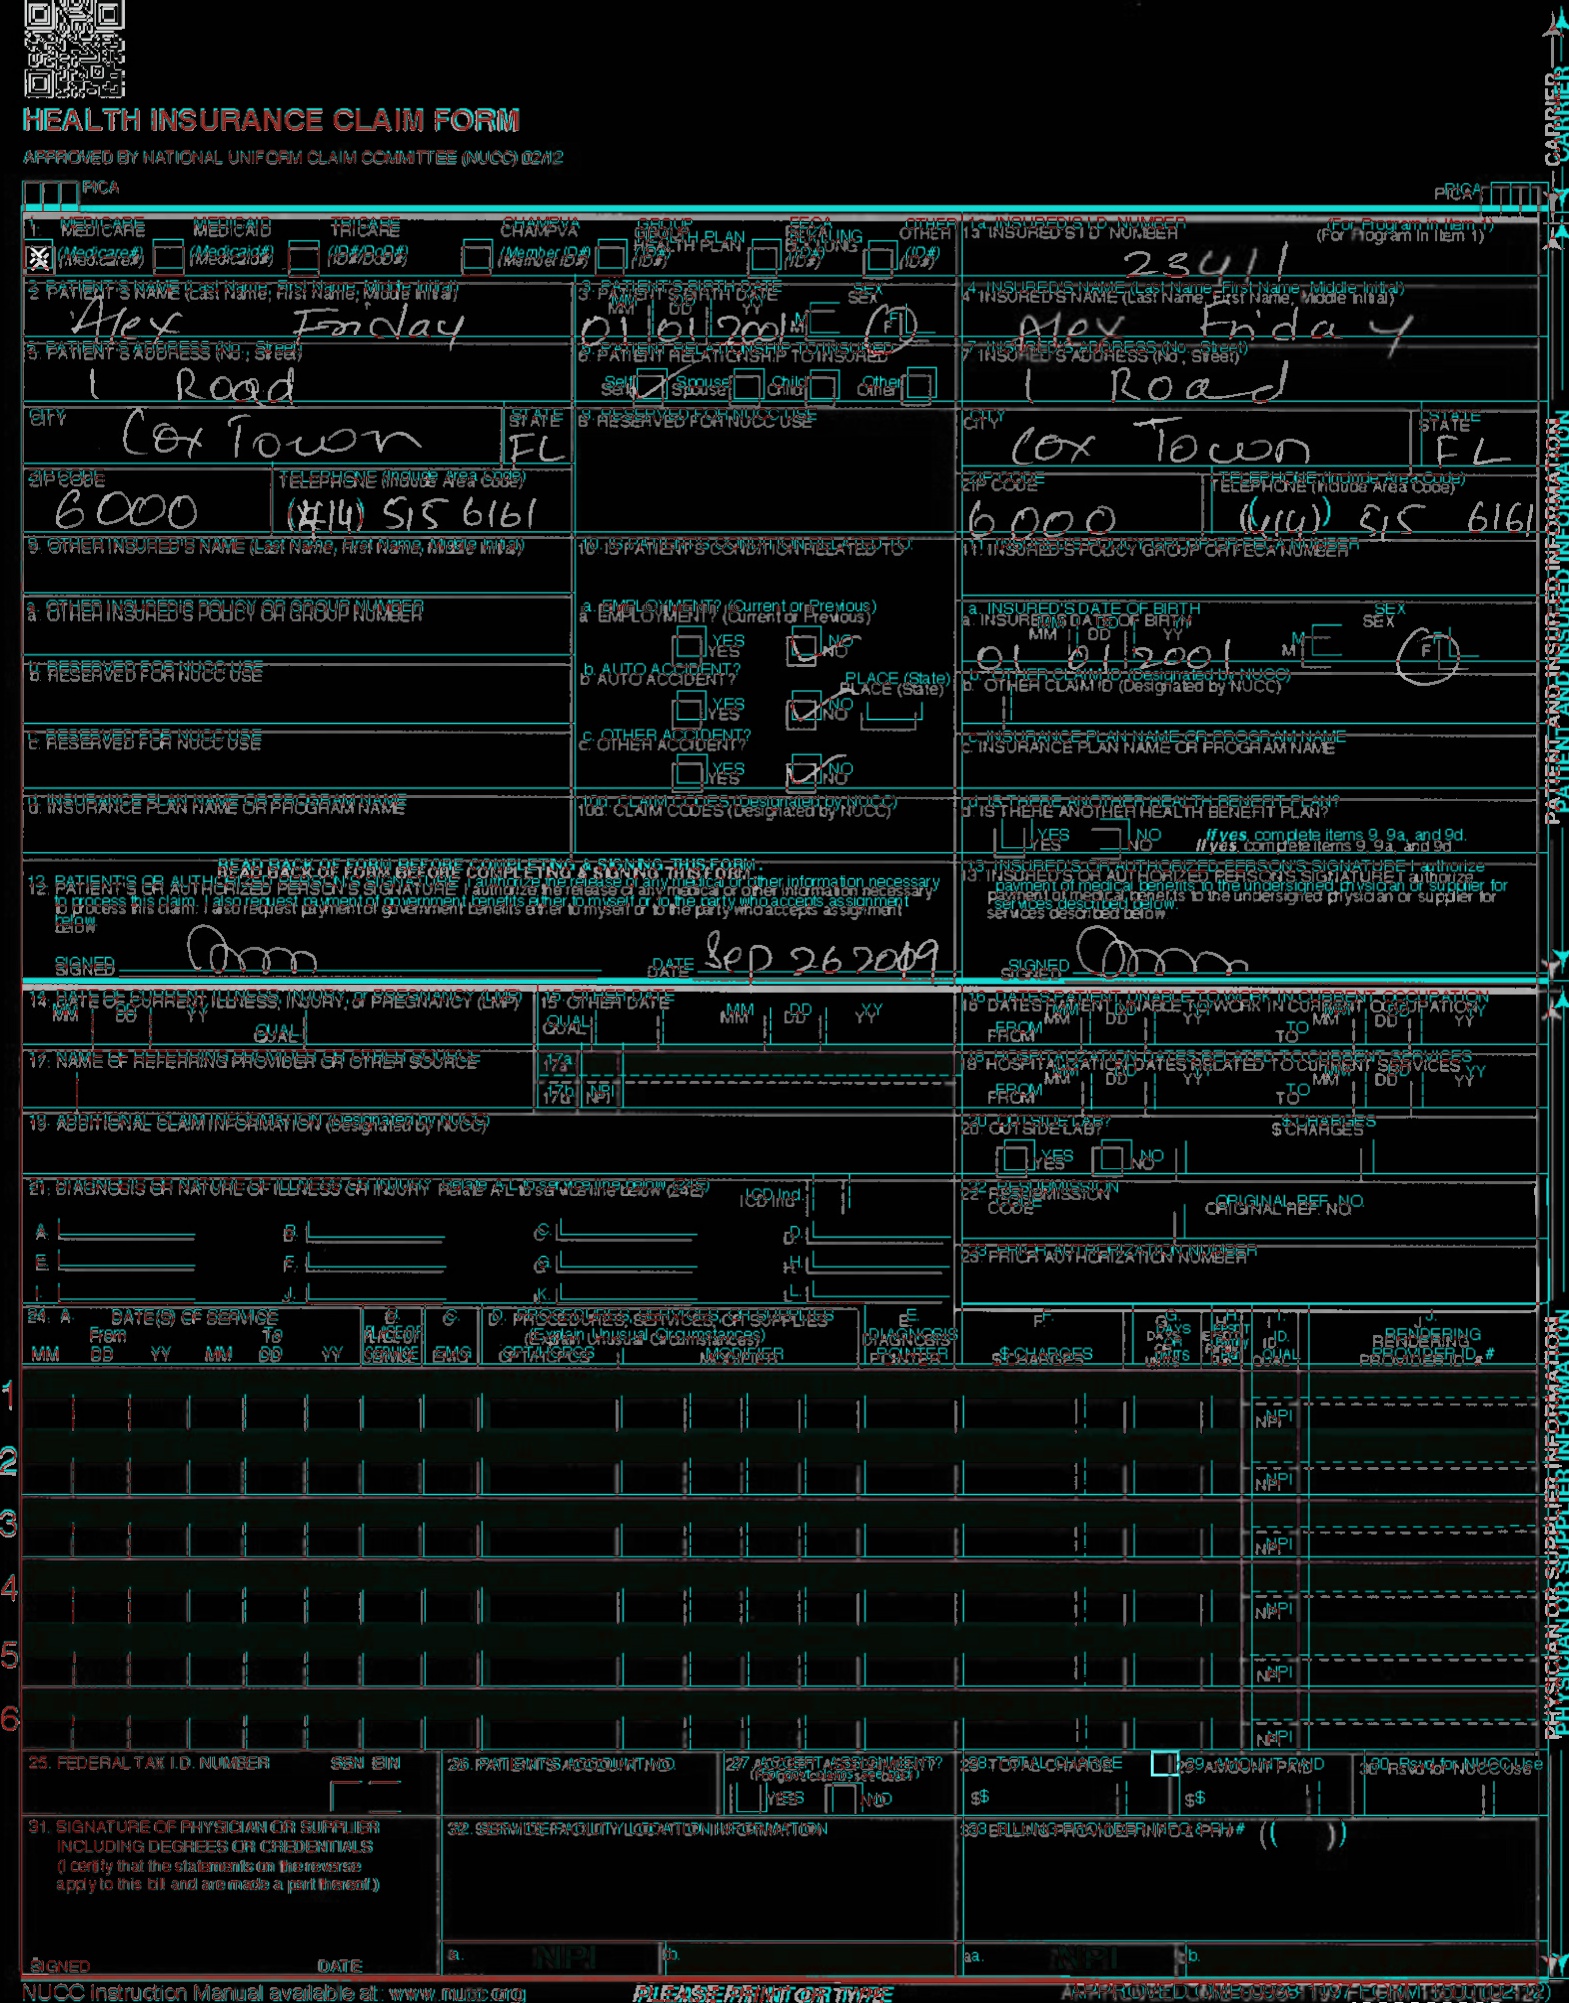 HEALTH INSURANCE CLAIM FORM
APPROVED BY NATIONAL UNIFORM CLAIM COMMITTEE (NUCC) 02/12
PICA PICA
1. MEDICARE MEDICAID TRICARE CHAMPVA GROUP HEALTH PLAN FECA BLKLUNG OTHER
(Medicare#) (Medicaid#) (ID#/DoD#) (Member ID#) (ID#) (ID#) (ID#)
1a. INSURED'S I.D. NUMBER (For Program in Item 1)
23411
2. PATIENT'S NAME (Last Name, First Name, Middle Initial)
Alex Friday
3. PATIENT'S BIRTH DATE SEX
MM DD YY
01 01 2001 M F
4. INSURED'S NAME (Last Name, First Name, Middle Initial)
Alex Friday
5. PATIENT'S ADDRESS (No., Street)
1 Road
6. PATIENT RELATIONSHIP TO INSURED
Self Spouse Child Other
7. INSURED'S ADDRESS (No., Street)
1 Road
CITY STATE
Cox Town FL
8. RESERVED FOR NUCC USE
CITY STATE
Cox Town FL
ZIP CODE TELEPHONE (Include Area Code)
6000 (414) 515 6161
ZIP CODE TELEPHONE (Include Area Code)
6000 (414) 515 6161
9. OTHER INSURED'S NAME (Last Name, First Name, Middle Initial)
10. IS PATIENT'S CONDITION RELATED TO:
11. INSURED'S POLICY GROUP OR FECA NUMBER
a. OTHER INSURED'S POLICY OR GROUP NUMBER
a. EMPLOYMENT? (Current or Previous)
YES NO
a. INSURED'S DATE OF BIRTH SEX
MM DD YY
01 01 2001 M F
b. RESERVED FOR NUCC USE
b. AUTO ACCIDENT? PLACE (State)
YES NO
b. OTHER CLAIM ID (Designated by NUCC)
c. RESERVED FOR NUCC USE
c. OTHER ACCIDENT?
YES NO
c. INSURANCE PLAN NAME OR PROGRAM NAME
d. INSURANCE PLAN NAME OR PROGRAM NAME
10d. CLAIM CODES (Designated by NUCC)
d. IS THERE ANOTHER HEALTH BENEFIT PLAN?
YES NO If yes, complete items 9, 9a, and 9d.
READ BACK OF FORM BEFORE COMPLETING & SIGNING THIS FORM.
12. PATIENT'S OR AUTHORIZED PERSON'S SIGNATURE I authorize the release of any medical or other information necessary
to process this claim. I also request payment of government benefits either to myself or to the party who accepts assignment
below.
SIGNED DATE Sep 26 2019
13. INSURED'S OR AUTHORIZED PERSON'S SIGNATURE I authorize
payment of medical benefits to the undersigned physician or supplier for
services described below.
SIGNED
14. DATE OF CURRENT ILLNESS, INJURY, or PREGNANCY (LMP)
MM DD YY QUAL.
15. OTHER DATE
QUAL. MM DD YY
16. DATES PATIENT UNABLE TO WORK IN CURRENT OCCUPATION
MM DD YY MM DD YY
FROM TO
17. NAME OF REFERRING PROVIDER OR OTHER SOURCE
17a.
17b. NPI
18. HOSPITALIZATION DATES RELATED TO CURRENT SERVICES
MM DD YY MM DD YY
FROM TO
19. ADDITIONAL CLAIM INFORMATION (Designated by NUCC)
20. OUTSIDE LAB? $ CHARGES
YES NO
21. DIAGNOSIS OR NATURE OF ILLNESS OR INJURY Relate A-L to service line below (24E) ICD Ind.
A. B. C. D.
E. F. G. H.
I. J. K. L.
22. RESUBMISSION
CODE ORIGINAL REF. NO.
23. PRIOR AUTHORIZATION NUMBER
24. A. DATE(S) OF SERVICE B. C. D. PROCEDURES, SERVICES, OR SUPPLIES E. F. G. H. I. J.
From To PLACE OF (Explain Unusual Circumstances) DIAGNOSIS DAYS OR UNITS ID. RENDERING
MM DD YY MM DD YY SERVICE EMG CPT/HCPCS MODIFIER POINTER $ CHARGES QUAL. PROVIDER ID. #
1 NPI
2 NPI
3 NPI
4 NPI
5 NPI
6 NPI
25. FEDERAL TAX I.D. NUMBER SSN EIN
26. PATIENT'S ACCOUNT NO.
27. ACCEPT ASSIGNMENT?
YES NO
28. TOTAL CHARGE
$
29. AMOUNT PAID
$
30. Rsvd for NUCC Use
31. SIGNATURE OF PHYSICIAN OR SUPPLIER
INCLUDING DEGREES OR CREDENTIALS
(I certify that the statements on the reverse
apply to this bill and are made a part thereof.)
SIGNED DATE
32. SERVICE FACILITY LOCATION INFORMATION
a. NPI b.
33. BILLING PROVIDER INFO & PH # ( )
a. NPI b.
NUCC Instruction Manual available at: www.nucc.org
PLEASE PRINT OR TYPE
CARRIER
PATIENT AND INSURED INFORMATION
PHYSICIAN OR SUPPLIER INFORMATION